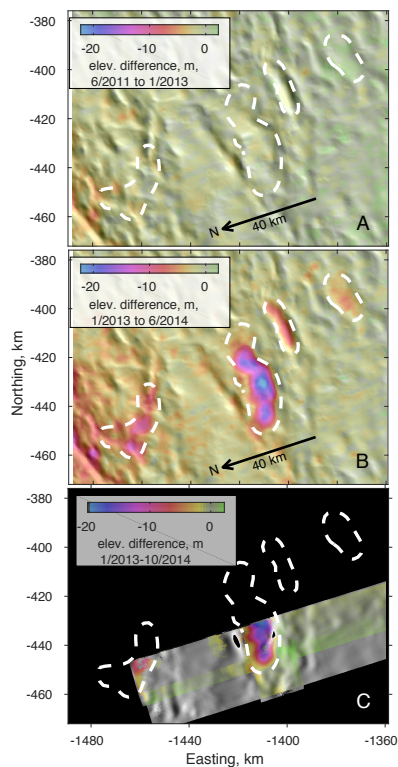 -380
-400
-420
-440
-460
-20 -10 0
elev. difference, m,
6/2011 to 1/2013
N 40 km
A
-380
-400
-420
-440
-460
-20 -10 0
elev. difference, m,
1/2013 to 6/2014
N 40 km
B
Northing, km
-380
-400
-420
-440
-460
-20 -10 0
elev. difference, m
1/2013-10/2014
C
-1480 -1440 -1400 -1360
Easting, km